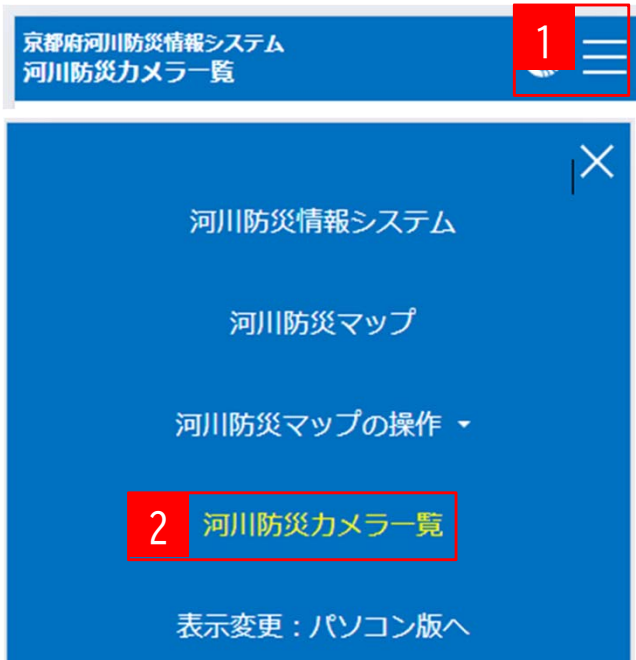 京都府河川防災情報システム
河川防災カメラ一覧
1
河川防災情報システム
河川防災マップ
河川防災マップの操作
2 河川防災カメラ一覧
表示変更：パソコン版へ